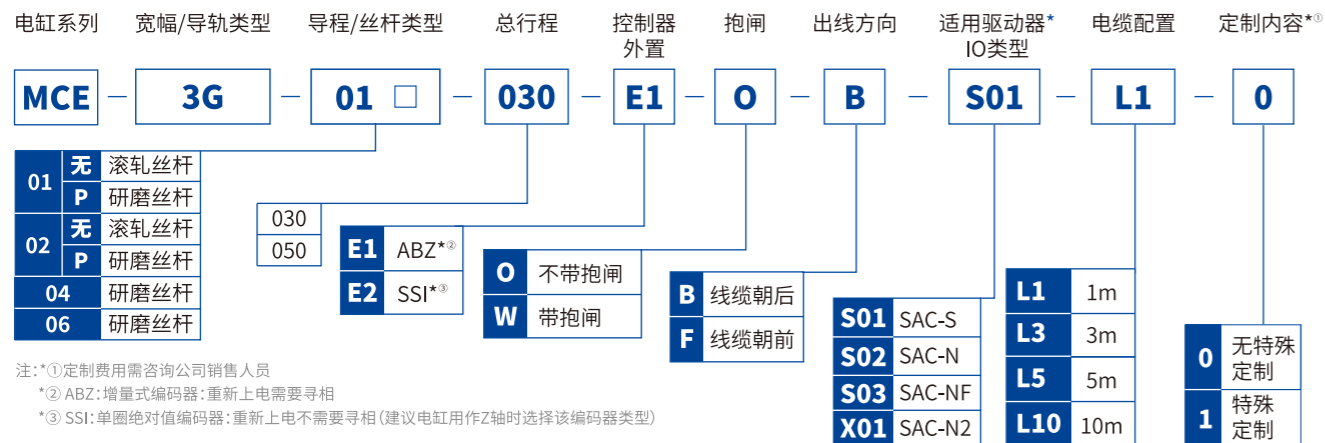 电缸系列 宽幅/导轨类型 导程/丝杆类型 总行程 控制器外置 抱闸 出线方向 适用驱动器* IO类型 电缆配置 定制内容*①
MCE — 3G — 01 □ — 030 — E1 — O — B — S01 — L1 — 0
01 无 滚轧丝杆
P 研磨丝杆
02 无 滚轧丝杆
P 研磨丝杆
04 研磨丝杆
06 研磨丝杆
030
050
E1 ABZ*②
E2 SSI*③
O 不带抱闸
W 带抱闸
B 线缆朝后
F 线缆朝前
S01 SAC-S
S02 SAC-N
S03 SAC-NF
X01 SAC-N2
L1 1m
L3 3m
L5 5m
L10 10m
0 无特殊定制
1 特殊定制
注:*①定制费用需咨询公司销售人员
*② ABZ:增量式编码器:重新上电需要寻相
*③ SSI:单圈绝对值编码器:重新上电不需要寻相(建议电缸用作Z轴时选择该编码器类型)